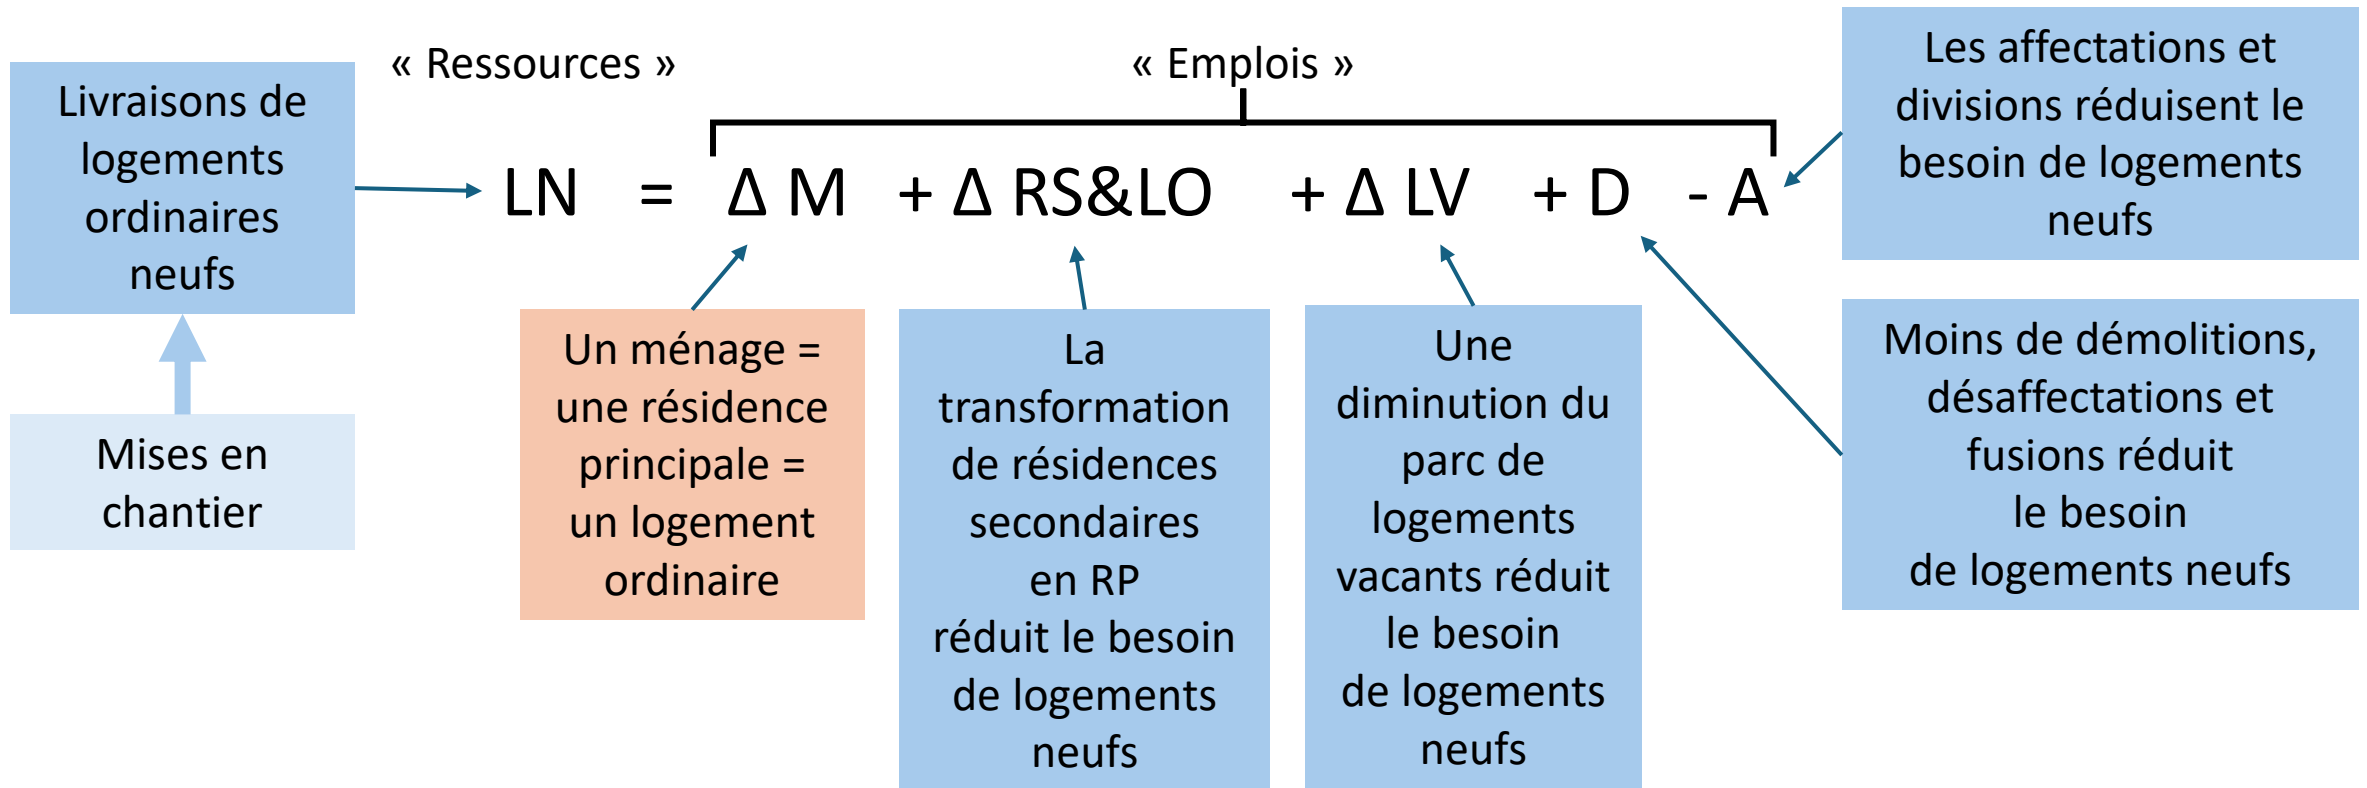 « Ressources »
« Emplois »
Livraisons de
logements
ordinaires
neufs
Mises en
chantier
LN = Δ M + Δ RS&LO + Δ LV + D - A
Un ménage =
une résidence
principale =
un logement
ordinaire
La
transformation
de résidences
secondaires
en RP
réduit le besoin
de logements
neufs
Une
diminution du
parc de
logements
vacants réduit
le besoin
de logements
neufs
Les affectations et
divisions réduisent le
besoin de logements
neufs
Moins de démolitions,
désaffectations et
fusions réduit
le besoin
de logements neufs